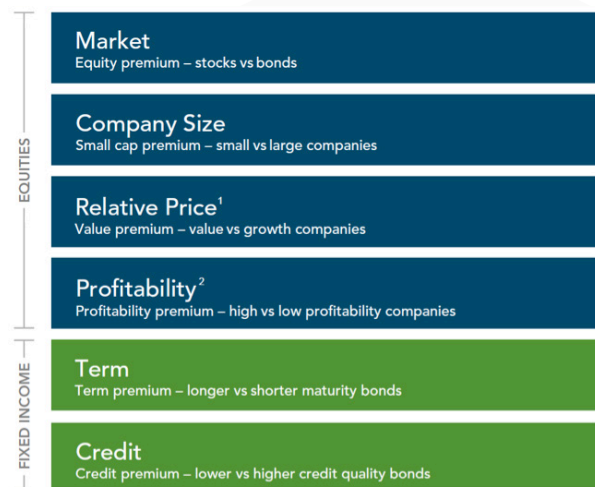 EQUITIES
Market
Equity premium – stocks vs bonds
Company Size
Small cap premium – small vs large companies
Relative Price¹
Value premium – value vs growth companies
Profitability²
Profitability premium – high vs low profitability companies
FIXED INCOME
Term
Term premium – longer vs shorter maturity bonds
Credit
Credit premium – lower vs higher credit quality bonds